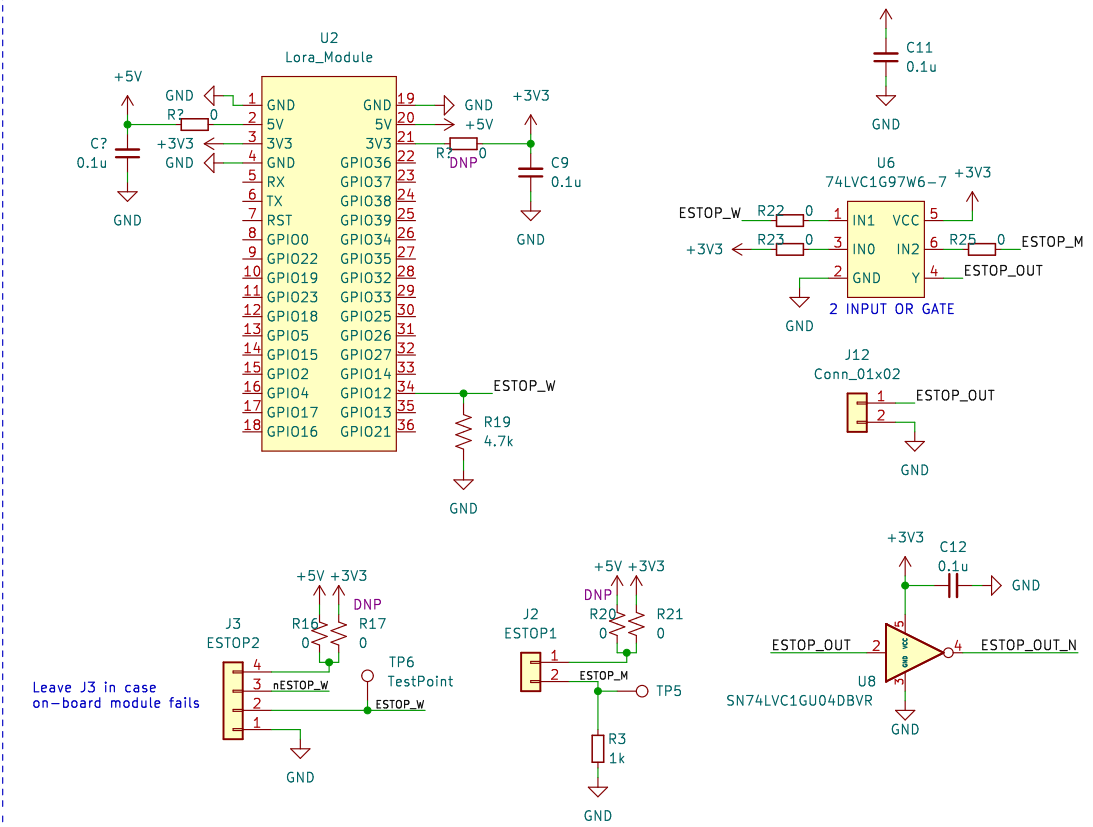 U2
Lora_Module
+5V
GND
R?
0
C?
0.1u
+3V3
GND
GND
1 GND
2 5V
3 3V3
4 GND
5 RX
6 TX
7 RST
8 GPIO0
9 GPIO22
10 GPIO19
11 GPIO23
12 GPIO18
13 GPIO5
14 GPIO15
15 GPIO2
16 GPIO4
17 GPIO17
18 GPIO16
GND 19
5V 20
3V3 21
GPIO36 22
GPIO37 23
GPIO38 24
GPIO39 25
GPIO34 26
GPIO35 27
GPIO32 28
GPIO33 29
GPIO25 30
GPIO26 31
GPIO27 32
GPIO14 33
GPIO12 34
GPIO13 35
GPIO21 36
GND
+5V
+3V3
R?
0
DNP
C9
0.1u
GND
ESTOP_W
R19
4.7k
GND
C11
0.1u
GND
U6
74LVC1G97W6-7
+3V3
ESTOP_W
R22 0
1 IN1
VCC 5
+3V3
R23 0
3 IN0
IN2 6
R25 0
ESTOP_M
2 GND
Y 4
ESTOP_OUT
GND
2 INPUT OR GATE
J12
Conn_01x02
1
ESTOP_OUT
2
GND
+5V +3V3
DNP
R16
0
R17
0
J3
ESTOP2
4
3
nESTOP_W
2
ESTOP_W
1
TP6
TestPoint
GND
Leave J3 in case
on-board module fails
+5V +3V3
DNP
R20
0
R21
0
J2
ESTOP1
1
2
ESTOP_M
TP5
R3
1k
GND
+3V3
C12
0.1u
GND
ESTOP_OUT
2
5
VCC
GND
3
4
ESTOP_OUT_N
U8
SN74LVC1GU04DBVR
GND